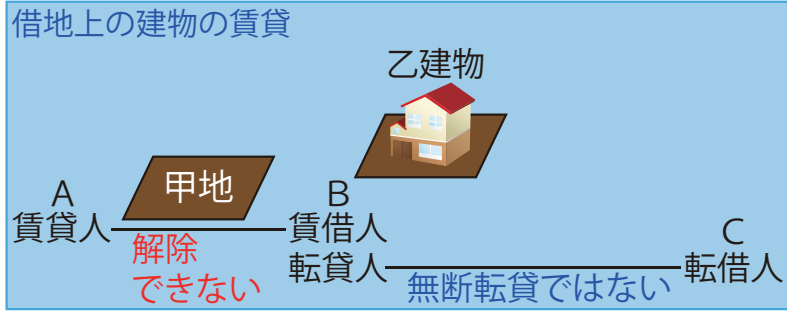 借地上の建物の賃貸
乙建物
甲地
A
賃貸人
解除
できない
B
賃借人
転貸人
無断転貸ではない
C
転借人